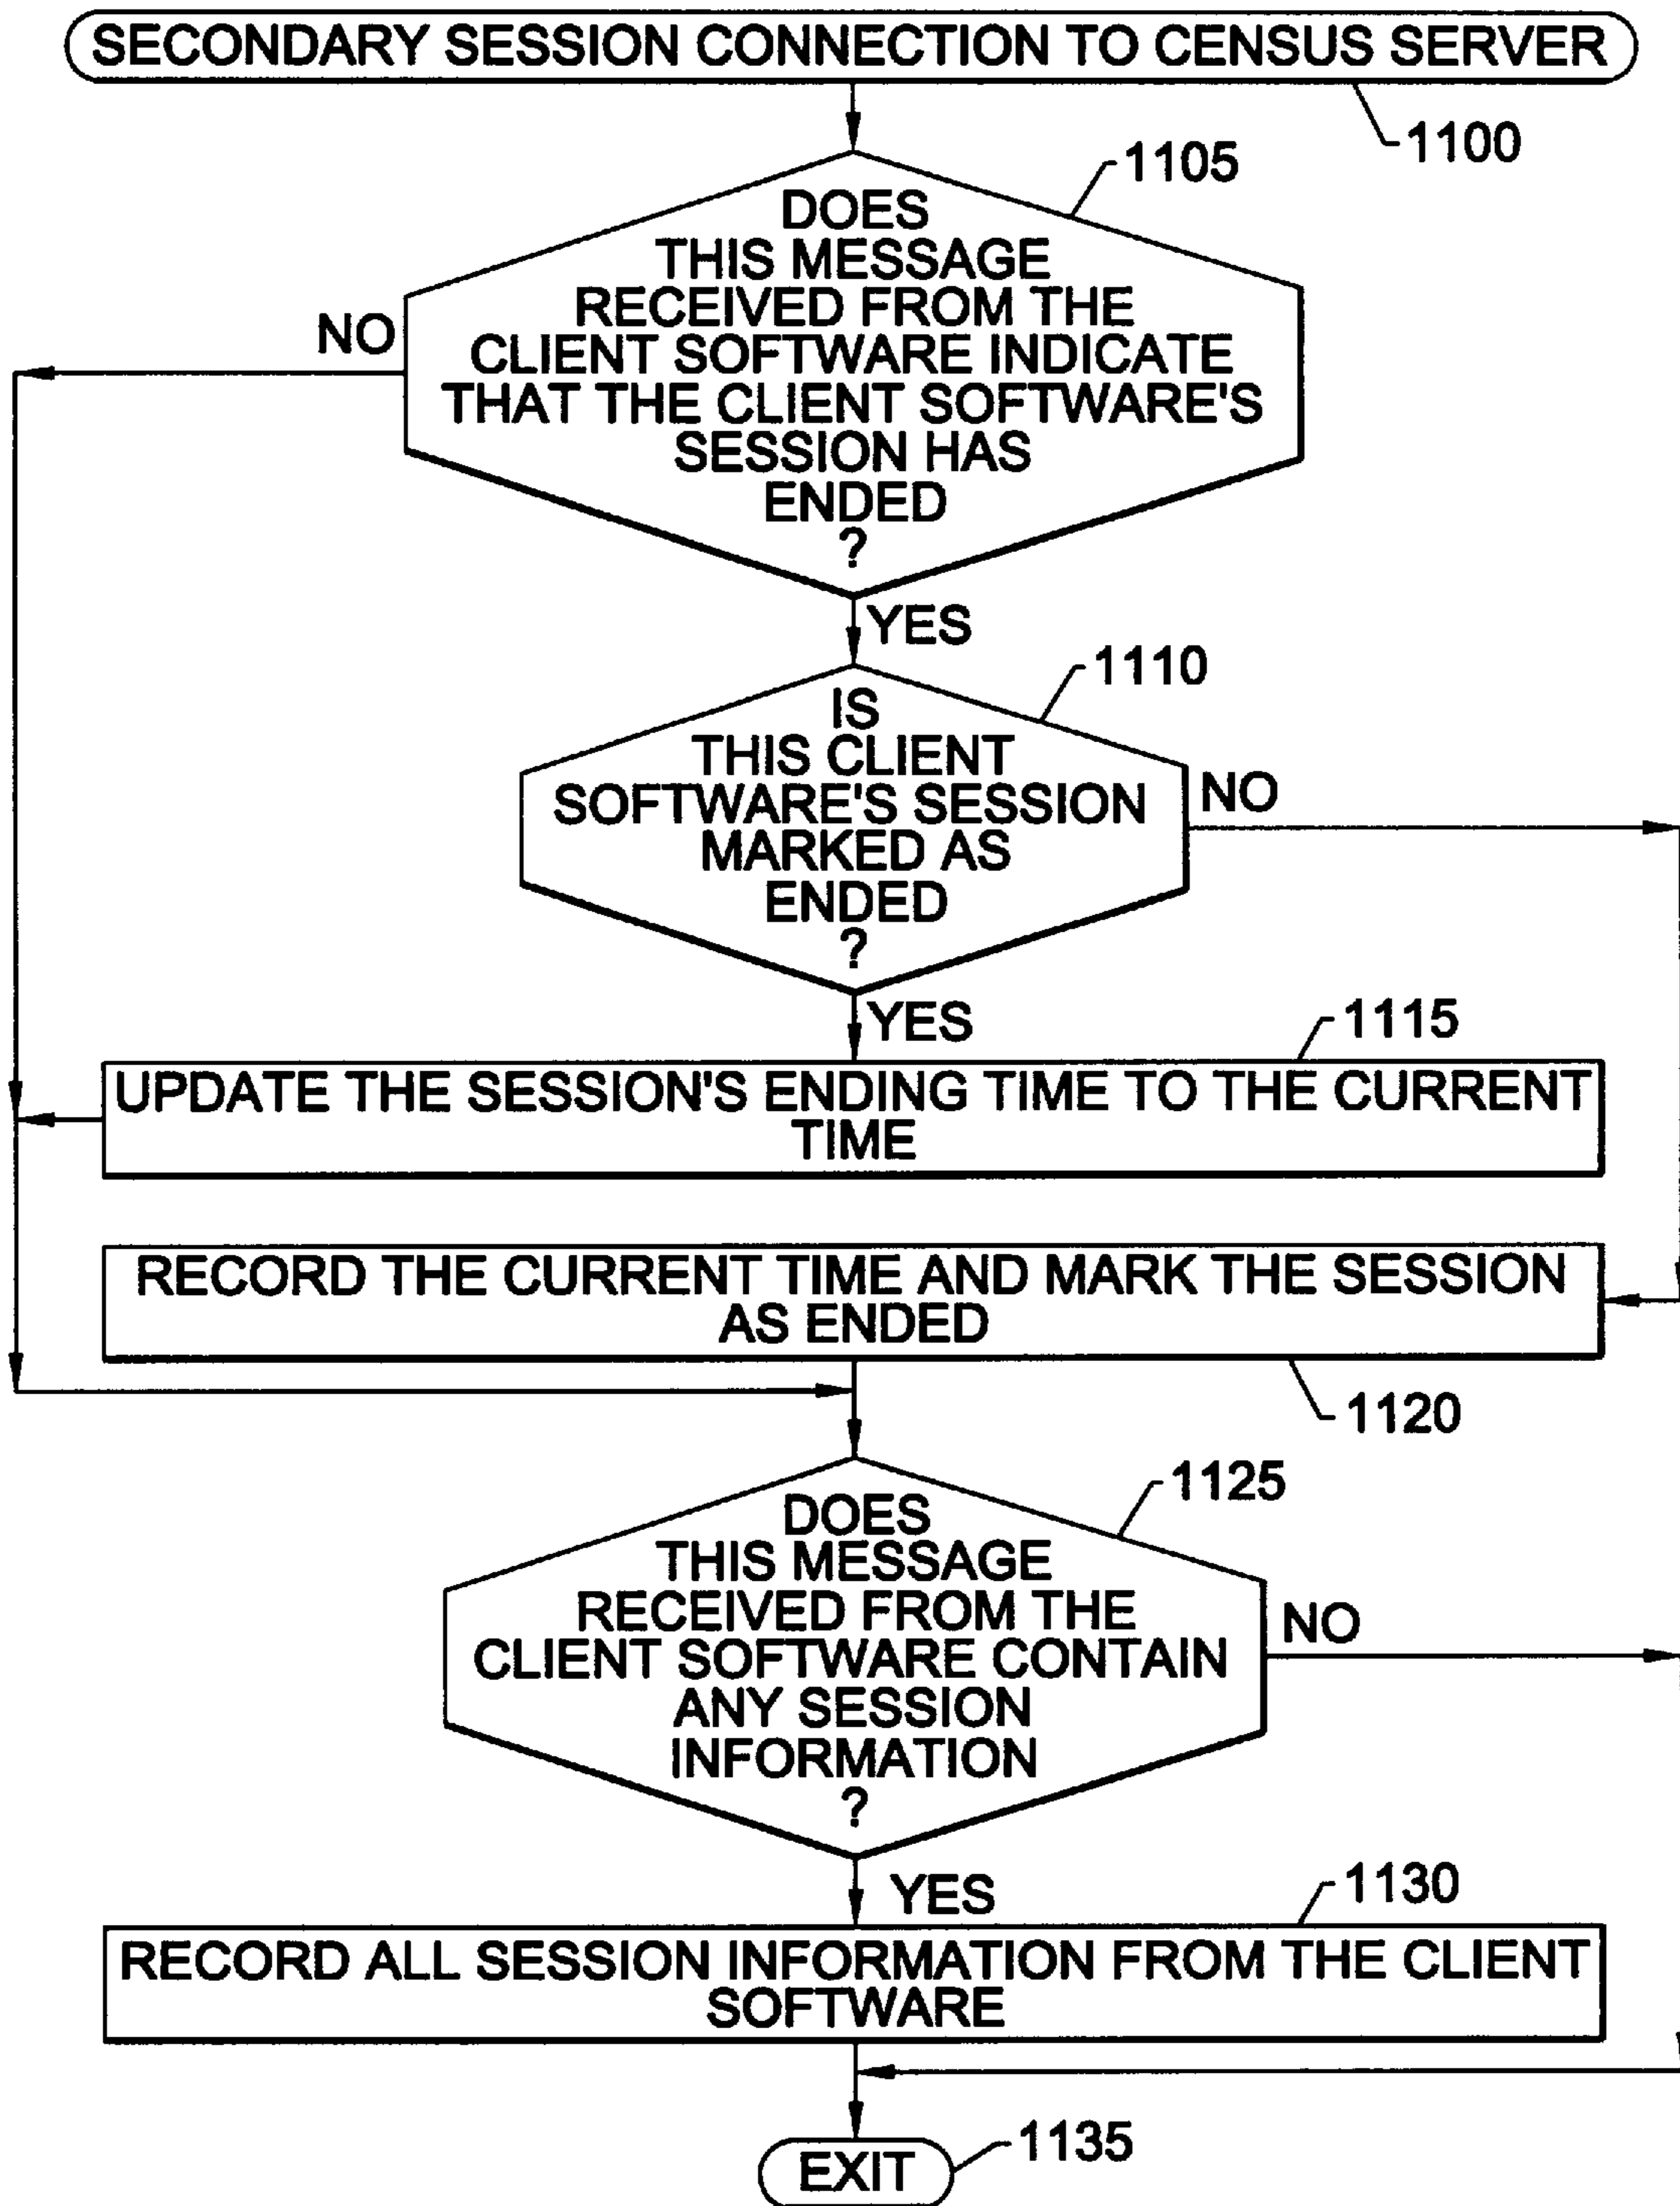 SECONDARY SESSION CONNECTION TO CENSUS SERVER
1100
1105
DOES
THIS MESSAGE
RECEIVED FROM THE
CLIENT SOFTWARE INDICATE
THAT THE CLIENT SOFTWARE'S
SESSION HAS
ENDED
?
NO
YES
1110
IS
THIS CLIENT
SOFTWARE'S SESSION
MARKED AS
ENDED
?
NO
YES
1115
UPDATE THE SESSION'S ENDING TIME TO THE CURRENT
TIME
RECORD THE CURRENT TIME AND MARK THE SESSION
AS ENDED
1120
1125
DOES
THIS MESSAGE
RECEIVED FROM THE
CLIENT SOFTWARE CONTAIN
ANY SESSION
INFORMATION
?
NO
YES
1130
RECORD ALL SESSION INFORMATION FROM THE CLIENT
SOFTWARE
EXIT
1135